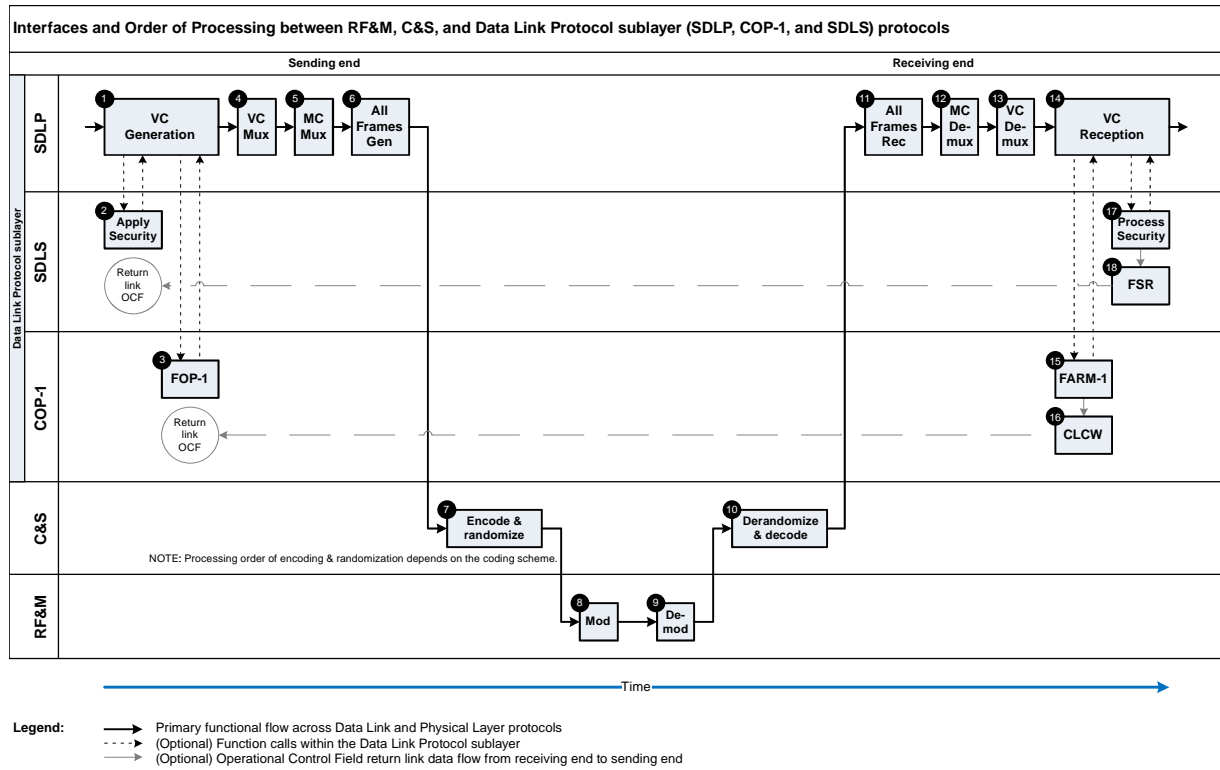 Interfaces and Order of Processing between RF&M, C&S, and Data Link Protocol sublayer (SDLP, COP-1, and SDLS) protocols
Sending end
Receiving end
Data Link Protocol sublayer
SDLP
1
VC
Generation
4
VC
Mux
5
MC
Mux
6
All
Frames
Gen
11
All
Frames
Rec
12
MC
De-
mux
13
VC
De-
mux
14
VC
Reception
SDLS
2
Apply
Security
Return
link
OCF
17
Process
Security
18
FSR
COP-1
3
FOP-1
Return
link
OCF
15
FARM-1
16
CLCW
C&S
7
Encode &
randomize
10
Derandomize
& decode
NOTE: Processing order of encoding & randomization depends on the coding scheme.
RF&M
8
Mod
9
De-
mod
Time
Legend:
Primary functional flow across Data Link and Physical Layer protocols
(Optional) Function calls within the Data Link Protocol sublayer
(Optional) Operational Control Field return link data flow from receiving end to sending end